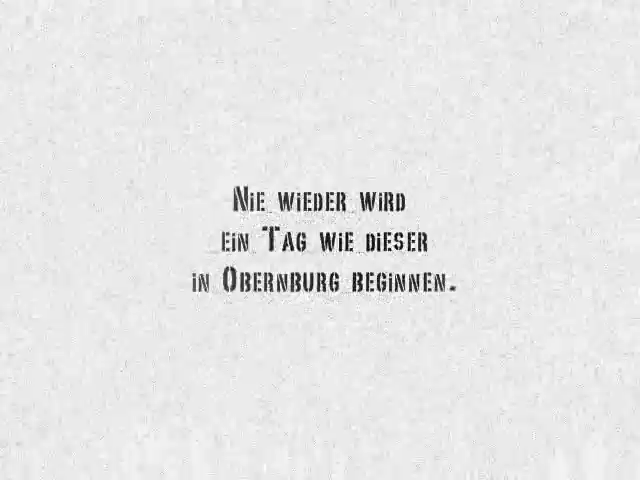 Nie wieder wird
ein Tag wie dieser
in Obernburg beginnen.